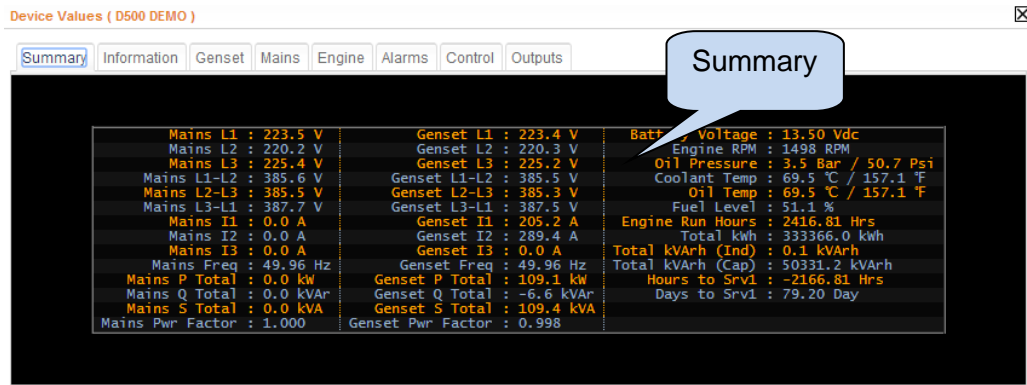 Device Values ( D500 DEMO )
Summary Information Genset Mains Engine Alarms Control Outputs
Summary
Mains L1 : 223.5 V Genset L1 : 223.4 V Battery Voltage : 13.50 Vdc
Mains L2 : 220.2 V Genset L2 : 220.3 V Engine RPM : 1498 RPM
Mains L3 : 225.4 V Genset L3 : 225.2 V Oil Pressure : 3.5 Bar / 50.7 Psi
Mains L1-L2 : 385.6 V Genset L1-L2 : 385.5 V Coolant Temp : 69.5 ℃ / 157.1 ℉
Mains L2-L3 : 385.5 V Genset L2-L3 : 385.3 V Oil Temp : 69.5 ℃ / 157.1 ℉
Mains L3-L1 : 387.7 V Genset L3-L1 : 387.5 V Fuel Level : 51.1 %
Mains I1 : 0.0 A Genset I1 : 205.2 A Engine Run Hours : 2416.81 Hrs
Mains I2 : 0.0 A Genset I2 : 289.4 A Total kWh : 333366.0 kWh
Mains I3 : 0.0 A Genset I3 : 0.0 A Total kVArh (Ind) : 0.1 kVArh
Mains Freq : 49.96 Hz Genset Freq : 49.96 Hz Total kVArh (Cap) : 50331.2 kVArh
Mains P Total : 0.0 kW Genset P Total : 109.1 kW Hours to Srv1 : -2166.81 Hrs
Mains Q Total : 0.0 kVAr Genset Q Total : -6.6 kVAr Days to Srv1 : 79.20 Day
Mains S Total : 0.0 kVA Genset S Total : 109.4 kVA
Mains Pwr Factor : 1.000 Genset Pwr Factor : 0.998